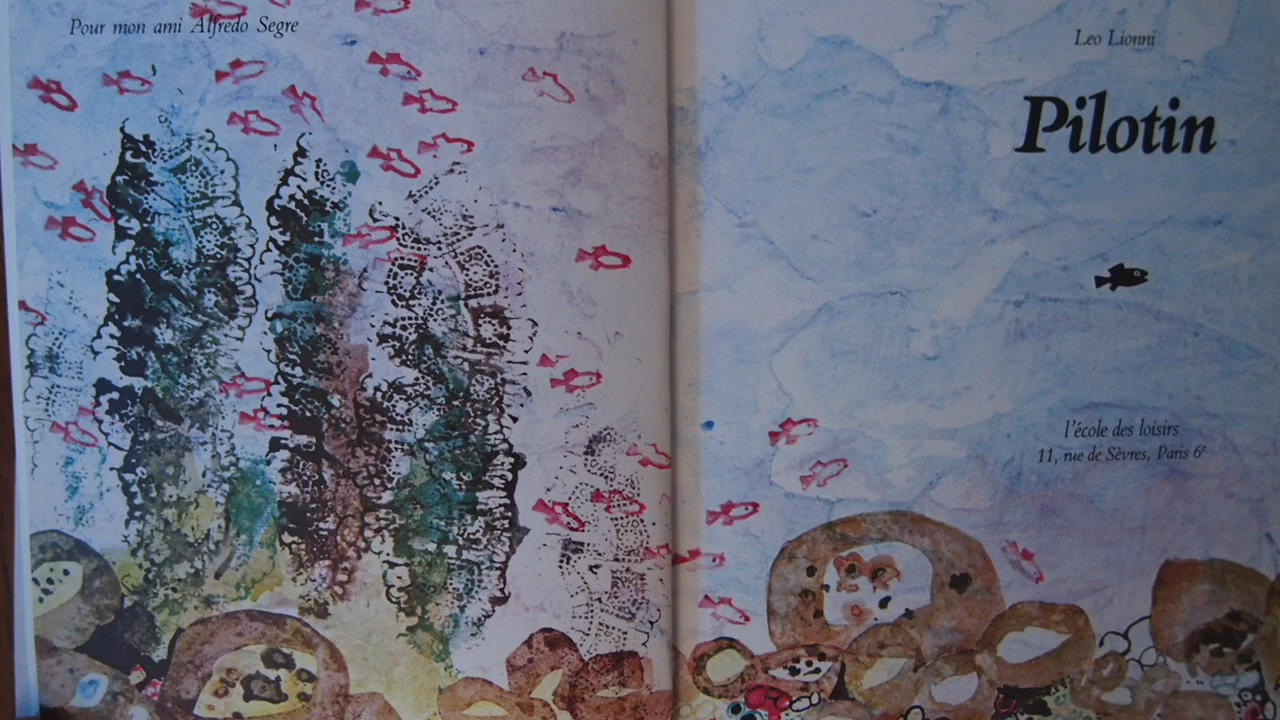 Pour mon ami Alfredo Segre
Leo Lionni
Pilotin
l'école des loisirs
11, rue de Sèvres, Paris 6e